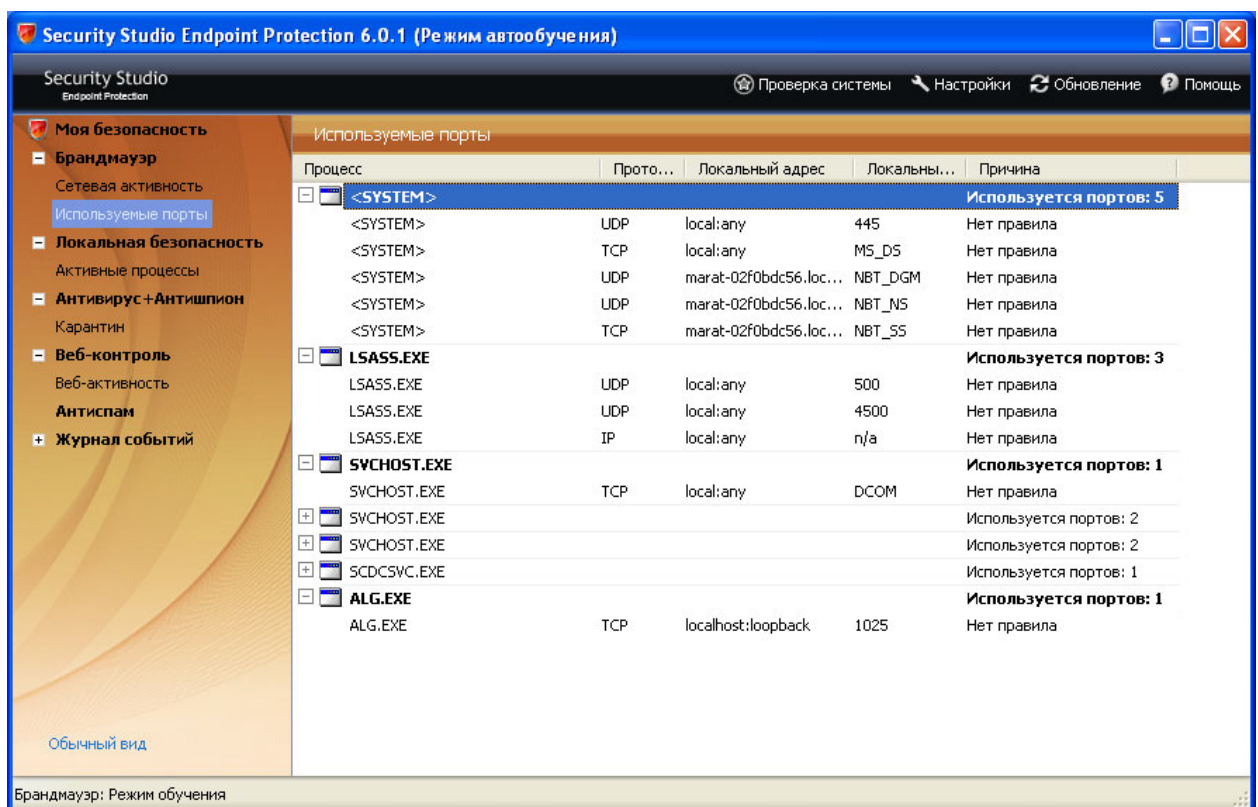 Security Studio Endpoint Protection 6.0.1 (Режим автообучения)
Security Studio
Endpoint Protection
Проверка системы Настройки Обновление Помощь
Моя безопасность
Брандмауэр
Сетевая активность
Используемые порты
Локальная безопасность
Активные процессы
Антивирус+Антишпион
Карантин
Веб-контроль
Веб-активность
Антиспам
Журнал событий
Обычный вид
Используемые порты
Процесс Прото... Локальный адрес Локальны... Причина
<SYSTEM> Используется портов: 5
<SYSTEM> UDP local:any 445 Нет правила
<SYSTEM> TCP local:any MS_DS Нет правила
<SYSTEM> UDP marat-02f0bdc56.loc... NBT_DGM Нет правила
<SYSTEM> UDP marat-02f0bdc56.loc... NBT_NS Нет правила
<SYSTEM> TCP marat-02f0bdc56.loc... NBT_SS Нет правила
LSASS.EXE Используется портов: 3
LSASS.EXE UDP local:any 500 Нет правила
LSASS.EXE UDP local:any 4500 Нет правила
LSASS.EXE IP local:any n/a Нет правила
SVCHOST.EXE Используется портов: 1
SVCHOST.EXE TCP local:any DCOM Нет правила
SVCHOST.EXE Используется портов: 2
SVCHOST.EXE Используется портов: 2
SCDCSVC.EXE Используется портов: 1
ALG.EXE Используется портов: 1
ALG.EXE TCP localhost:loopback 1025 Нет правила
Брандмауэр: Режим обучения